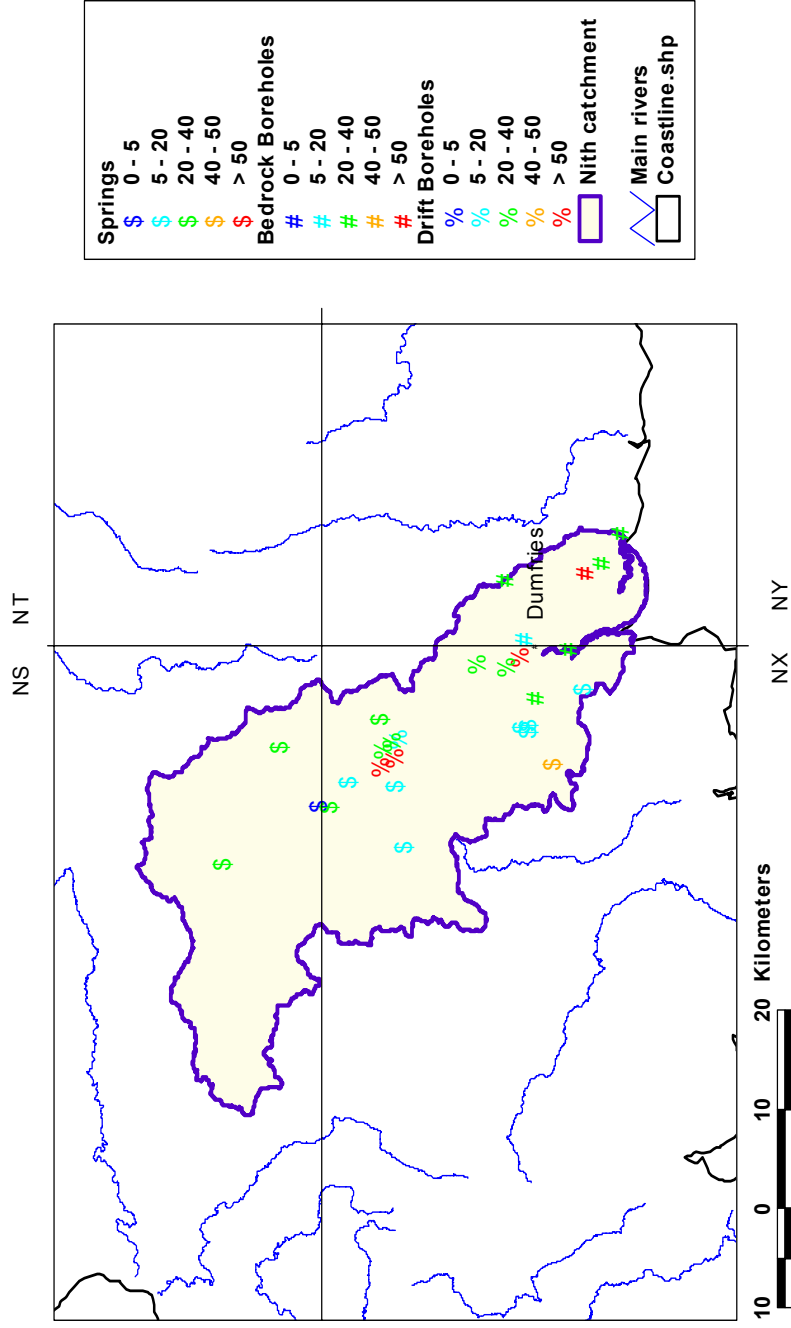 NS NT
NX NY
Dumfries
10 0 10 20 Kilometers
Springs
$ 0 - 5
$ 5 - 20
$ 20 - 40
$ 40 - 50
$ > 50
Bedrock Boreholes
# 0 - 5
# 5 - 20
# 20 - 40
# 40 - 50
# > 50
Drift Boreholes
% 0 - 5
% 5 - 20
% 20 - 40
% 40 - 50
% > 50
Nith catchment
Main rivers
Coastline.shp